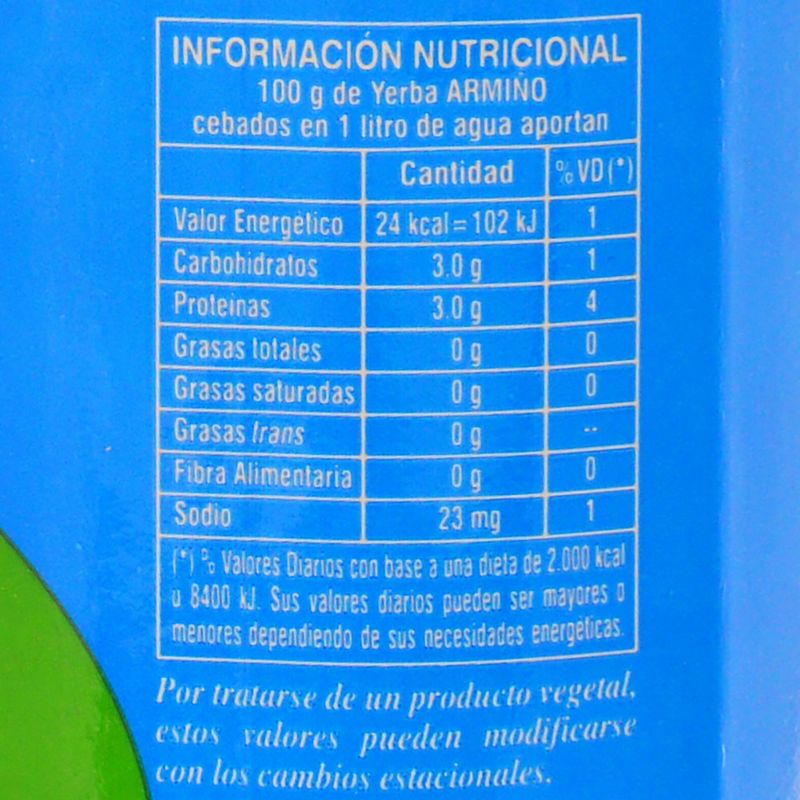 INFORMACIÓN NUTRICIONAL
100 g de Yerba ARMIÑO
cebados en 1 litro de agua aportan
Cantidad % VD (*)
Valor Energético 24 kcal = 102 kJ 1
Carbohidratos 3.0 g 1
Proteínas 3.0 g 4
Grasas totales 0 g 0
Grasas saturadas 0 g 0
Grasas trans 0 g --
Fibra Alimentaria 0 g 0
Sodio 23 mg 1
(*) % Valores Diarios con base a una dieta de 2.000 kcal
u 8400 kJ. Sus valores diarios pueden ser mayores o
menores dependiendo de sus necesidades energéticas.
Por tratarse de un producto vegetal,
estos valores pueden modificarse
con los cambios estacionales.